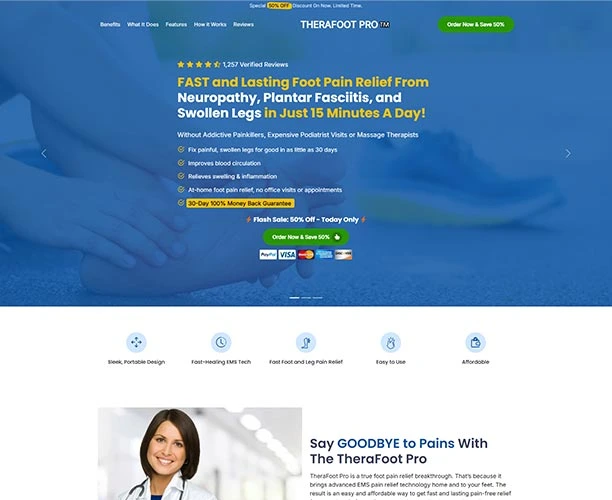 Special 50% OFF Discount On Now. Limited Time.
Benefits What It Does Features How it Works Reviews THERAFOOT PRO™ Order Now & Save 50%
1,257 Verified Reviews
FAST and Lasting Foot Pain Relief From
Neuropathy, Plantar Fasciitis, and
Swollen Legs in Just 15 Minutes A Day!
Without Addictive Painkillers, Expensive Podiatrist Visits or Massage Therapists
Fix painful, swollen legs for good in as little as 30 days
Improves blood circulation
Relieves swelling & inflammation
At-home foot pain relief, no office visits or appointments
30-Day 100% Money Back Guarantee
Flash Sale: 50% Off - Today Only
Order Now & Save 50%
PayPal VISA
Sleek, Portable Design Fast-Healing EMS Tech Fast Foot and Leg Pain Relief Easy to Use Affordable
Say GOODBYE to Pains With
The TheraFoot Pro
TheraFoot Pro is a true foot pain relief breakthrough. That's because it
brings advanced EMS pain relief technology home and to your feet. The
result is an easy and affordable way to get fast and lasting pain-free relief